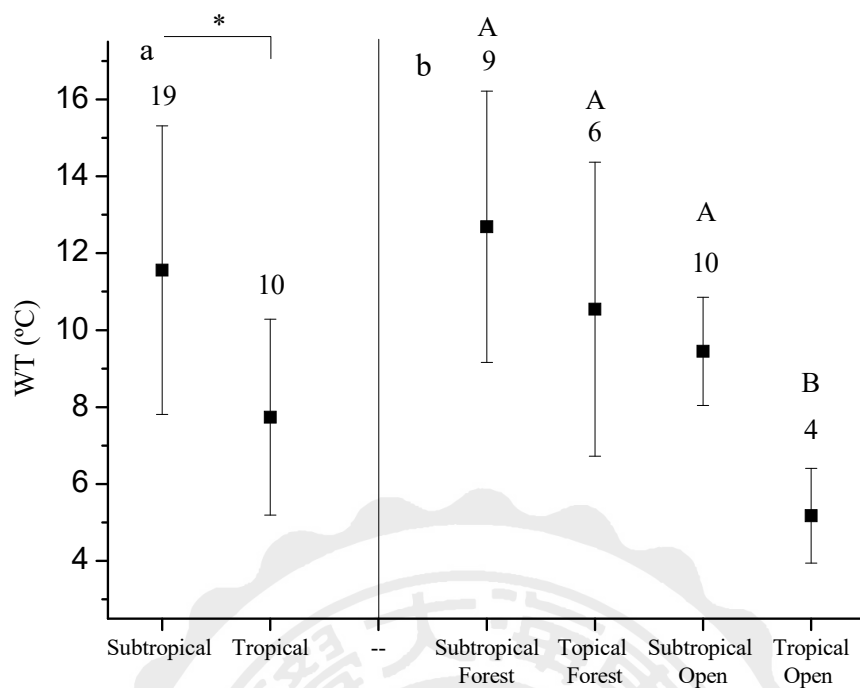 *
a
b
19
10
A
9
A
6
A
10
B
4
WT (ºC)
16
14
12
10
8
6
4
Subtropical
Tropical
--
Subtropical
Forest
Topical
Forest
Subtropical
Open
Tropical
Open